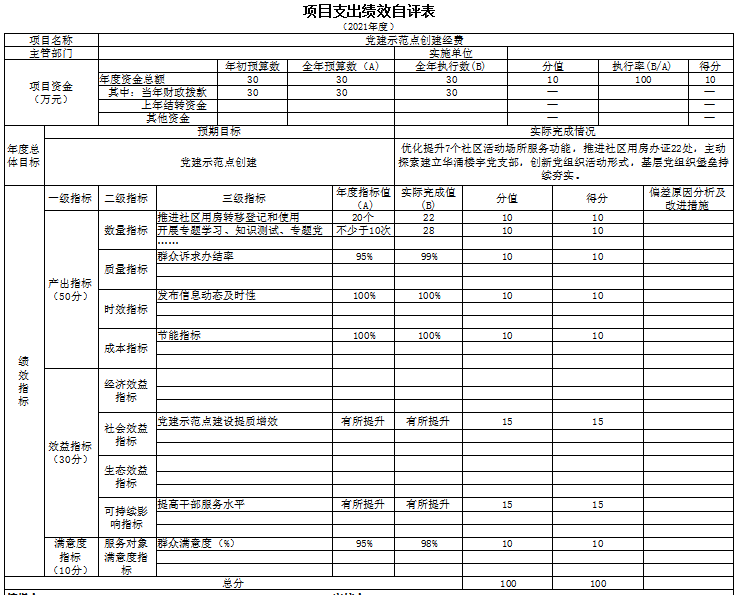 项目支出绩效自评表
（2021年度）
项目名称 党建示范点创建经费
主管部门 实施单位
项目资金（万元） 年初预算数 全年预算数（A） 全年执行数(B) 分值 执行率(B/A) 得分
年度资金总额 30 30 30 10 100 10
其中：当年财政拨款 30 30 30 — —
上年结转资金 — —
其他资金 — —
年度总体目标 预期目标 实际完成情况
党建示范点创建 优化提升7个社区活动场所服务功能，推进社区用房办证22处，主动
探索建立华涌楼宇党支部，创新党组织活动形式，基层党组织堡垒持
续夯实。
绩效指标 一级指标 二级指标 三级指标 年度指标值（A） 实际完成值（B） 分值 得分 偏差原因分析及改进措施
产出指标（50分） 数量指标 推进社区用房转移登记和使用 20个 22 10 10
开展专题学习、知识测试、专题党 不少于10次 28 10 10
……
质量指标 群众诉求办结率 95% 99% 10 10
时效指标 发布信息动态及时性 100% 100% 10 10
成本指标 节能指标 100% 100% 10 10
效益指标（30分） 经济效益指标
社会效益指标 党建示范点建设提质增效 有所提升 有所提升 15 15
生态效益指标
可持续影响指标 提高干部服务水平 有所提升 有所提升 15 15
满意度指标（10分） 服务对象满意度指标 群众满意度（%） 95% 98% 10 10
总分 100 100